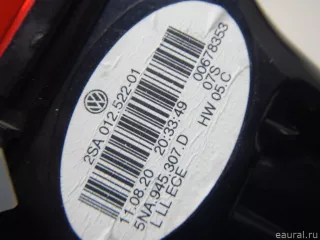 2SA 012.522-01
00678353
07S
11.08.20 20:33:49 HW 05.C
5NA.945.307.D
L LL ECE
eaural.ru